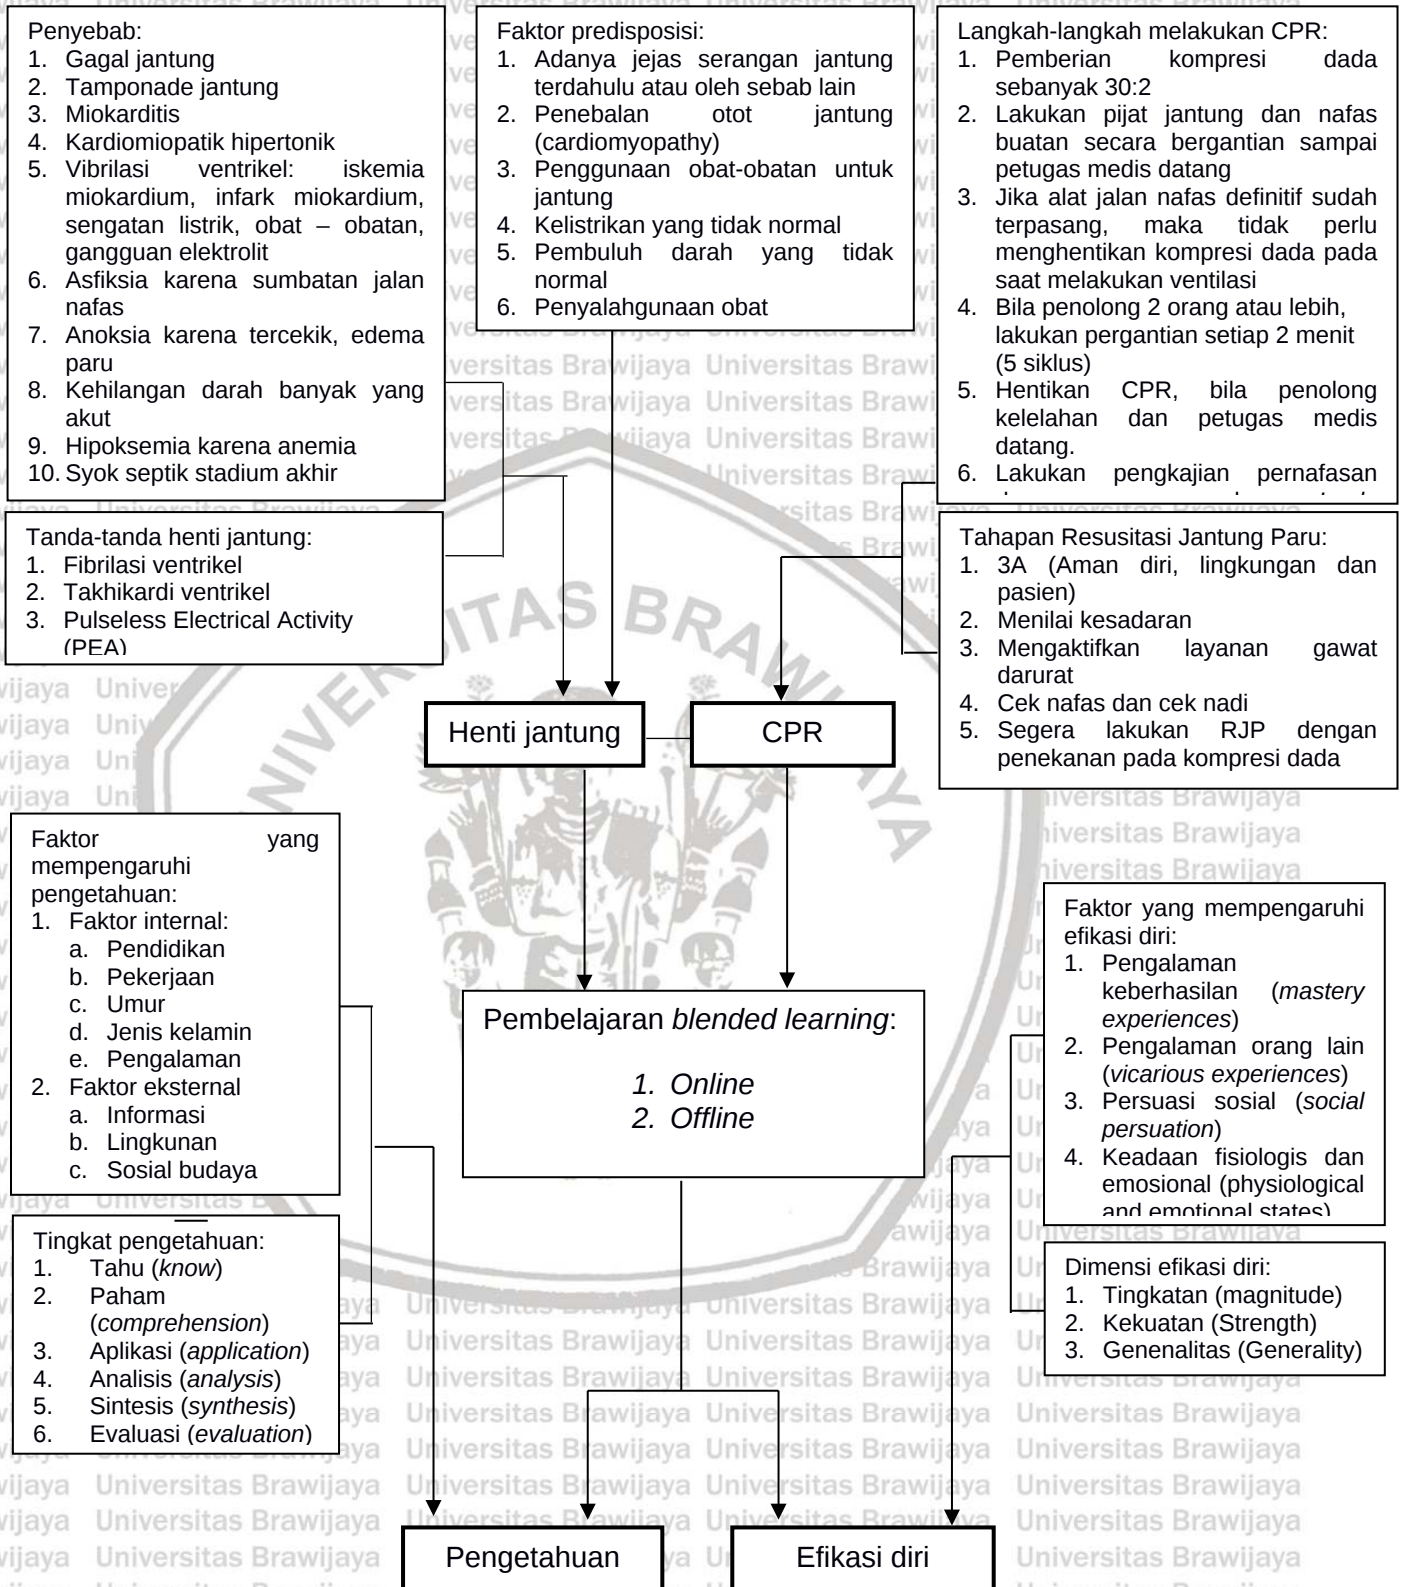 Penyebab:
1. Gagal jantung
2. Tamponade jantung
3. Miokarditis
4. Kardiomiopatik hipertonik
5. Vibrilasi ventrikel: iskemia
miokardium, infark miokardium,
sengatan listrik, obat – obatan,
gangguan elektrolit
6. Asfiksia karena sumbatan jalan
nafas
7. Anoksia karena tercekik, edema
paru
8. Kehilangan darah banyak yang
akut
9. Hipoksemia karena anemia
10. Syok septik stadium akhir
Faktor predisposisi:
1. Adanya jejas serangan jantung
terdahulu atau oleh sebab lain
2. Penebalan otot jantung
(cardiomyopathy)
3. Penggunaan obat-obatan untuk
jantung
4. Kelistrikan yang tidak normal
5. Pembuluh darah yang tidak
normal
6. Penyalahgunaan obat
Langkah-langkah melakukan CPR:
1. Pemberian kompresi dada
sebanyak 30:2
2. Lakukan pijat jantung dan nafas
buatan secara bergantian sampai
petugas medis datang
3. Jika alat jalan nafas definitif sudah
terpasang, maka tidak perlu
menghentikan kompresi dada pada
saat melakukan ventilasi
4. Bila penolong 2 orang atau lebih,
lakukan pergantian setiap 2 menit
(5 siklus)
5. Hentikan CPR, bila penolong
kelelahan dan petugas medis
datang.
6. Lakukan pengkajian pernafasan
Tanda-tanda henti jantung:
1. Fibrilasi ventrikel
2. Takhikardi ventrikel
3. Pulseless Electrical Activity
(PEA)
Tahapan Resusitasi Jantung Paru:
1. 3A (Aman diri, lingkungan dan
pasien)
2. Menilai kesadaran
3. Mengaktifkan layanan gawat
darurat
4. Cek nafas dan cek nadi
5. Segera lakukan RJP dengan
penekanan pada kompresi dada
Henti jantung
CPR
Faktor yang
mempengaruhi
pengetahuan:
1. Faktor internal:
a. Pendidikan
b. Pekerjaan
c. Umur
d. Jenis kelamin
e. Pengalaman
2. Faktor eksternal
a. Informasi
b. Lingkunan
c. Sosial budaya
Pembelajaran blended learning:
1. Online
2. Offline
Faktor yang mempengaruhi
efikasi diri:
1. Pengalaman
keberhasilan (mastery
experiences)
2. Pengalaman orang lain
(vicarious experiences)
3. Persuasi sosial (social
persuation)
4. Keadaan fisiologis dan
emosional (physiological
and emotional states)
Tingkat pengetahuan:
1. Tahu (know)
2. Paham
(comprehension)
3. Aplikasi (application)
4. Analisis (analysis)
5. Sintesis (synthesis)
6. Evaluasi (evaluation)
Dimensi efikasi diri:
1. Tingkatan (magnitude)
2. Kekuatan (Strength)
3. Genenalitas (Generality)
Pengetahuan
Efikasi diri
UNIVERSITAS BRAWIJAYA